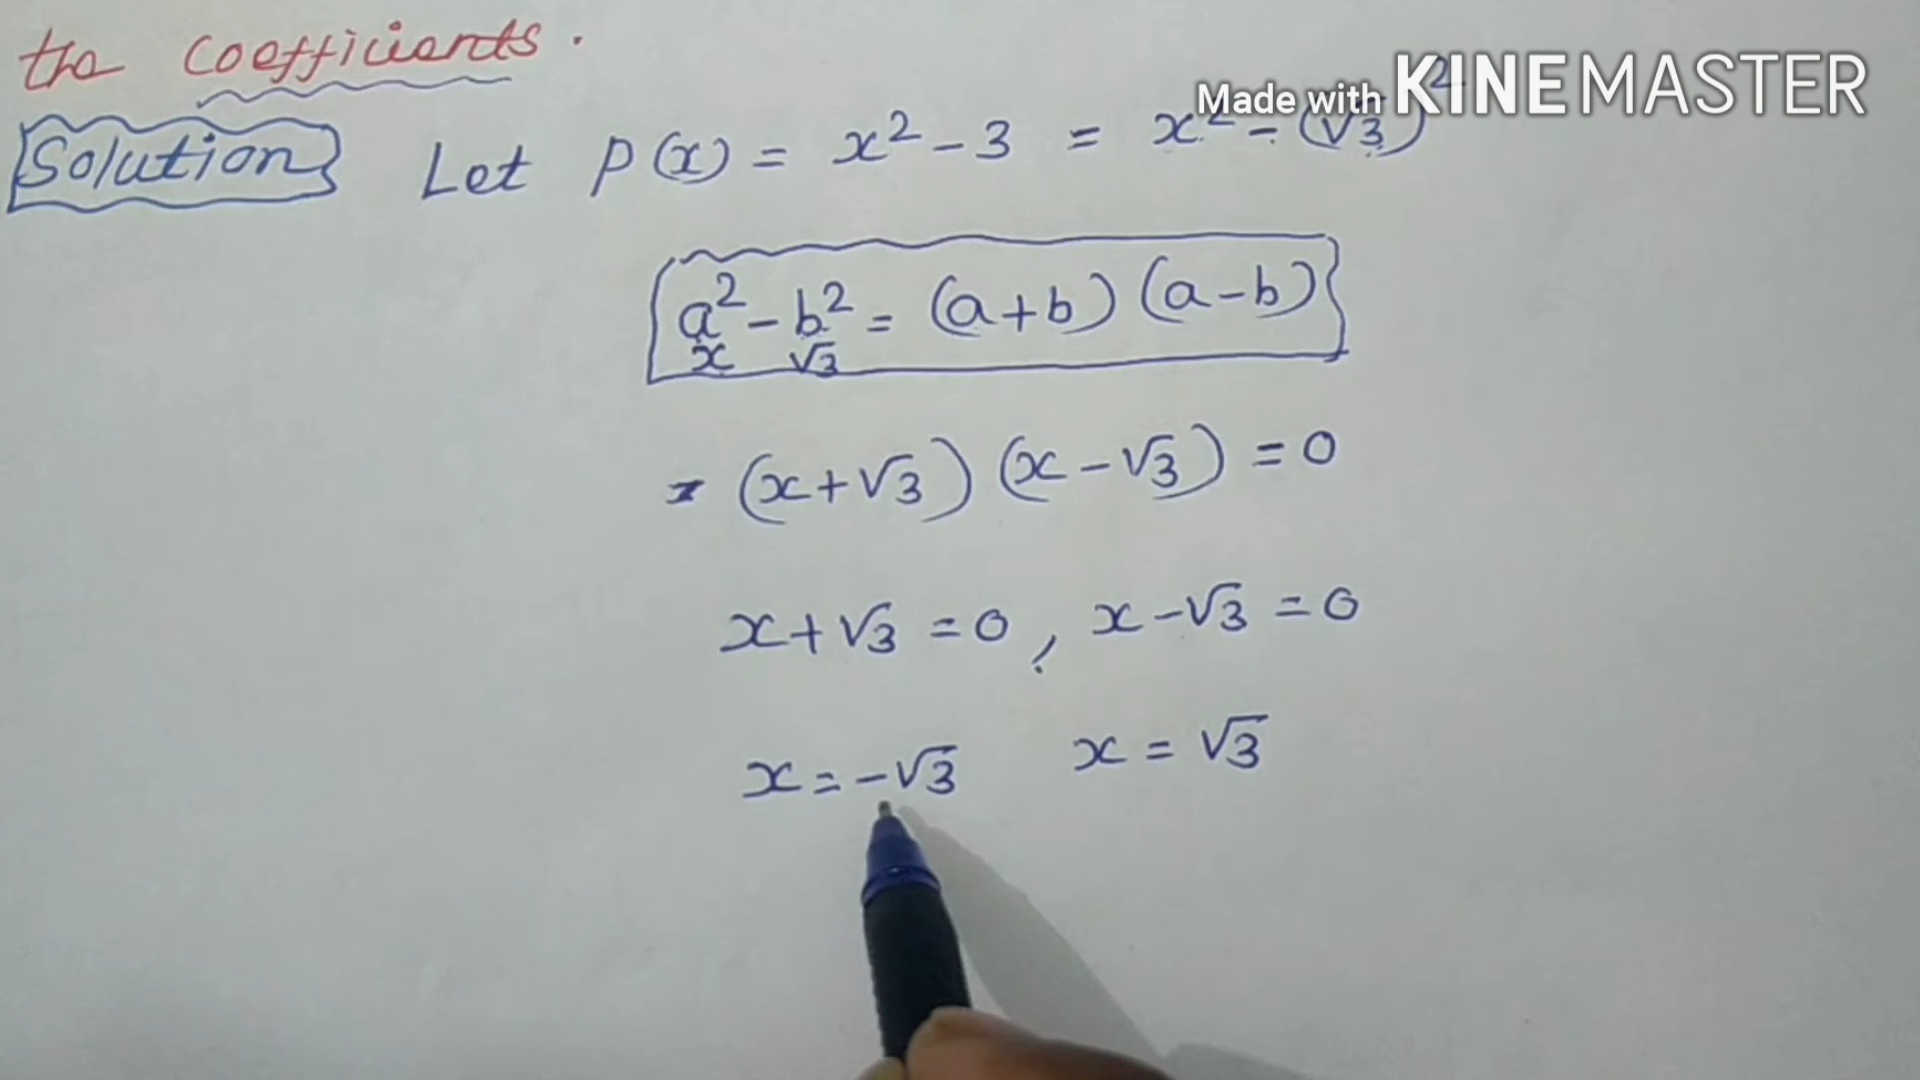 the coefficients.
Made with KINEMASTER
Solution Let p(x) = x² - 3 = x² - (√3)²
a² - b² = (a+b) (a-b)
x √3
= (x+√3) (x-√3) = 0
x+√3 = 0, x-√3 = 0
x = -√3 x = √3